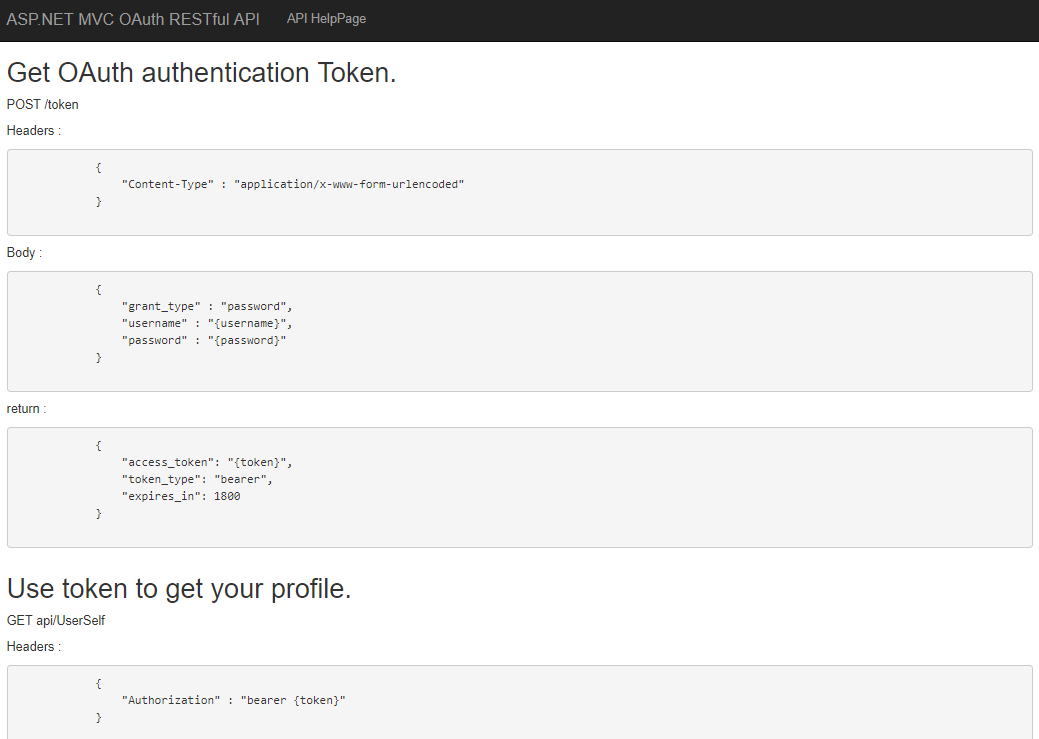 ASP.NET MVC OAuth RESTful API API HelpPage
Get OAuth authentication Token.
POST /token
Headers :
{
"Content-Type" : "application/x-www-form-urlencoded"
}
Body :
{
"grant_type" : "password",
"username" : "{username}",
"password" : "{password}"
}
return :
{
"access_token": "{token}",
"token_type": "bearer",
"expires_in": 1800
}
Use token to get your profile.
GET api/UserSelf
Headers :
{
"Authorization" : "bearer {token}"
}